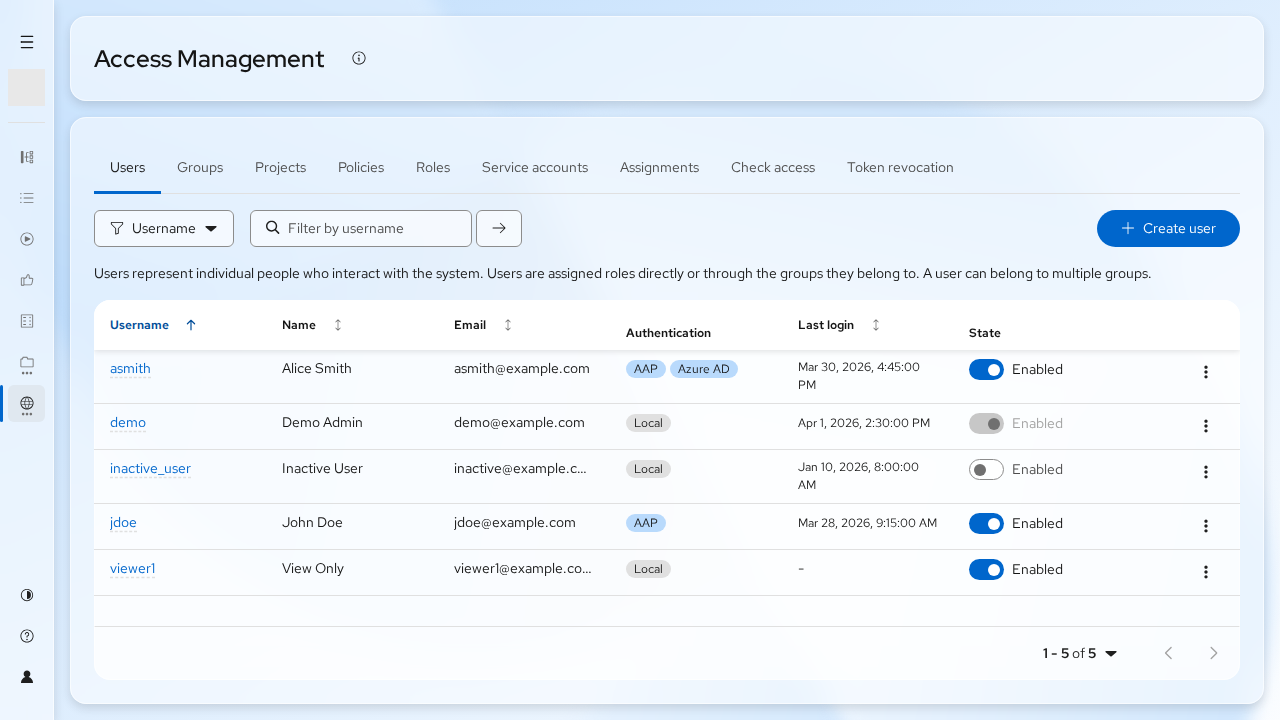 Access Management
Users Groups Projects Policies Roles Service accounts Assignments Check access Token revocation
Username Filter by username Create user
Users represent individual people who interact with the system. Users are assigned roles directly or through the groups they belong to. A user can belong to multiple groups.
Username Name Email Authentication Last login State
asmith Alice Smith asmith@example.com AAP Azure AD Mar 30, 2026, 4:45:00 PM Enabled
demo Demo Admin demo@example.com Local Apr 1, 2026, 2:30:00 PM Enabled
inactive_user Inactive User inactive@example.c... Local Jan 10, 2026, 8:00:00 AM Enabled
jdoe John Doe jdoe@example.com AAP Mar 28, 2026, 9:15:00 AM Enabled
viewer1 View Only viewer1@example.co... Local - Enabled
1 - 5 of 5